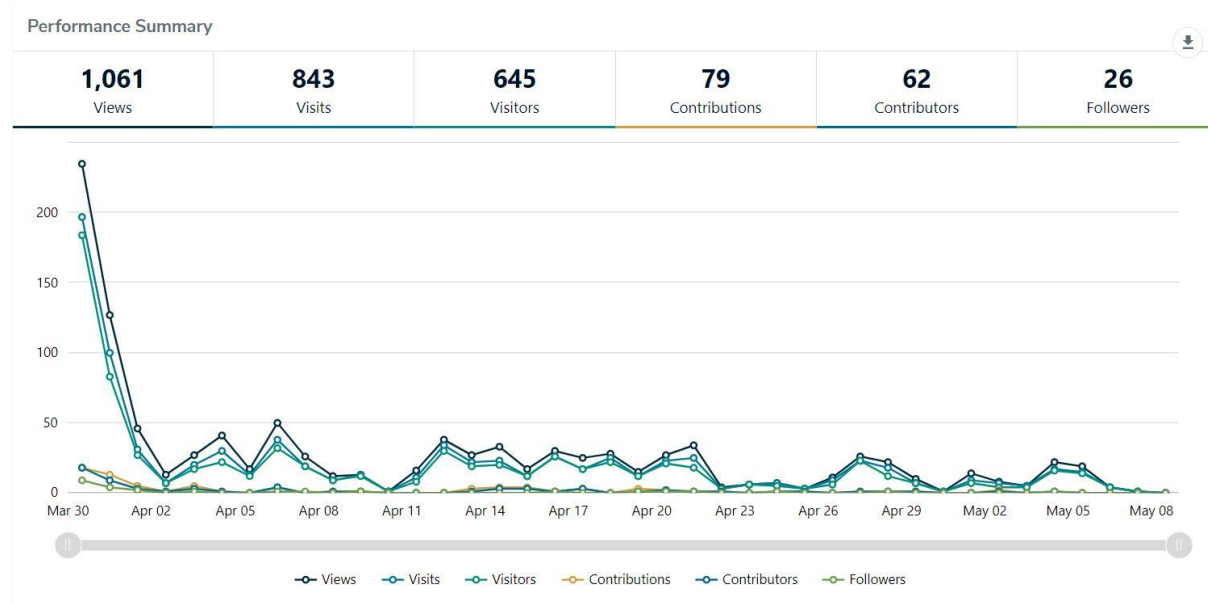 Performance Summary
1,061 843 645 79 62 26
Views Visits Visitors Contributions Contributors Followers
200
150
100
50
0
Mar 30 Apr 02 Apr 05 Apr 08 Apr 11 Apr 14 Apr 17 Apr 20 Apr 23 Apr 26 Apr 29 May 02 May 05 May 08
Views Visits Visitors Contributions Contributors Followers